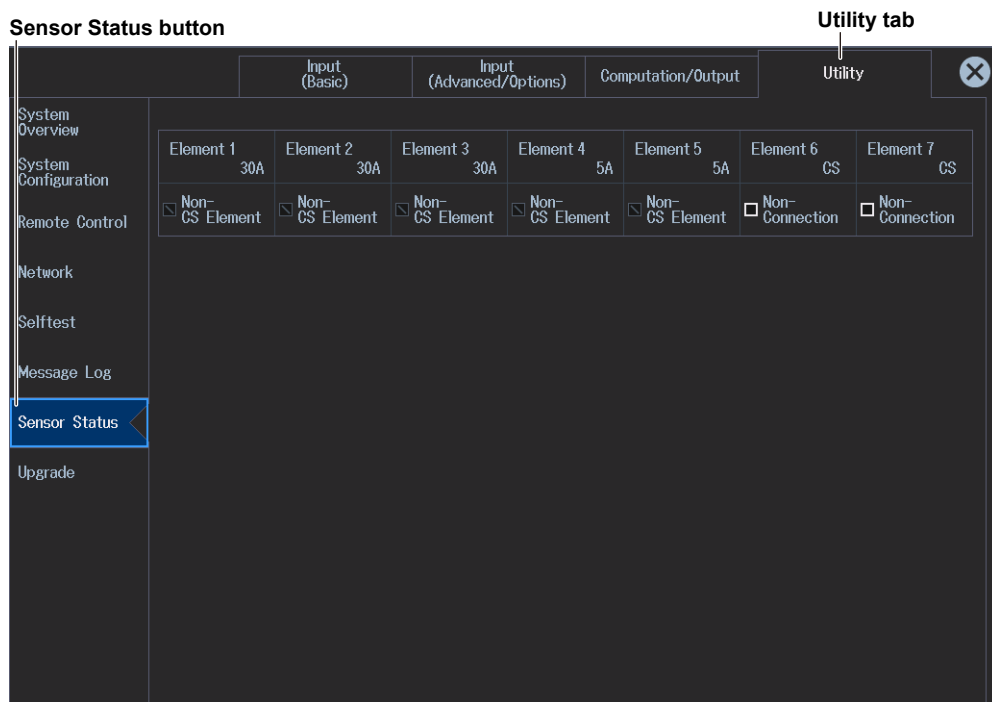 Sensor Status button
Utility tab
Input
(Basic)
Input
(Advanced/Options)
Computation/Output
Utility
System
Overview
System
Configuration
Remote Control
Network
Selftest
Message Log
Sensor Status
Upgrade
Element 1
30A
Element 2
30A
Element 3
30A
Element 4
5A
Element 5
5A
Element 6
CS
Element 7
CS
Non-
CS Element
Non-
CS Element
Non-
CS Element
Non-
CS Element
Non-
CS Element
Non-
Connection
Non-
Connection